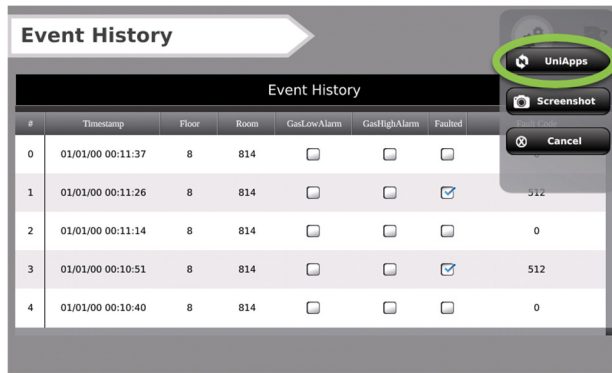 Event History
UniApps
Event History
Screenshot
# Timestamp Floor Room GasLowAlarm GasHighAlarm Faulted Fault Code
Cancel
0 01/01/00 00:11:37 8 814
1 01/01/00 00:11:26 8 814 512
2 01/01/00 00:11:14 8 814 0
3 01/01/00 00:10:51 8 814 512
4 01/01/00 00:10:40 8 814 0